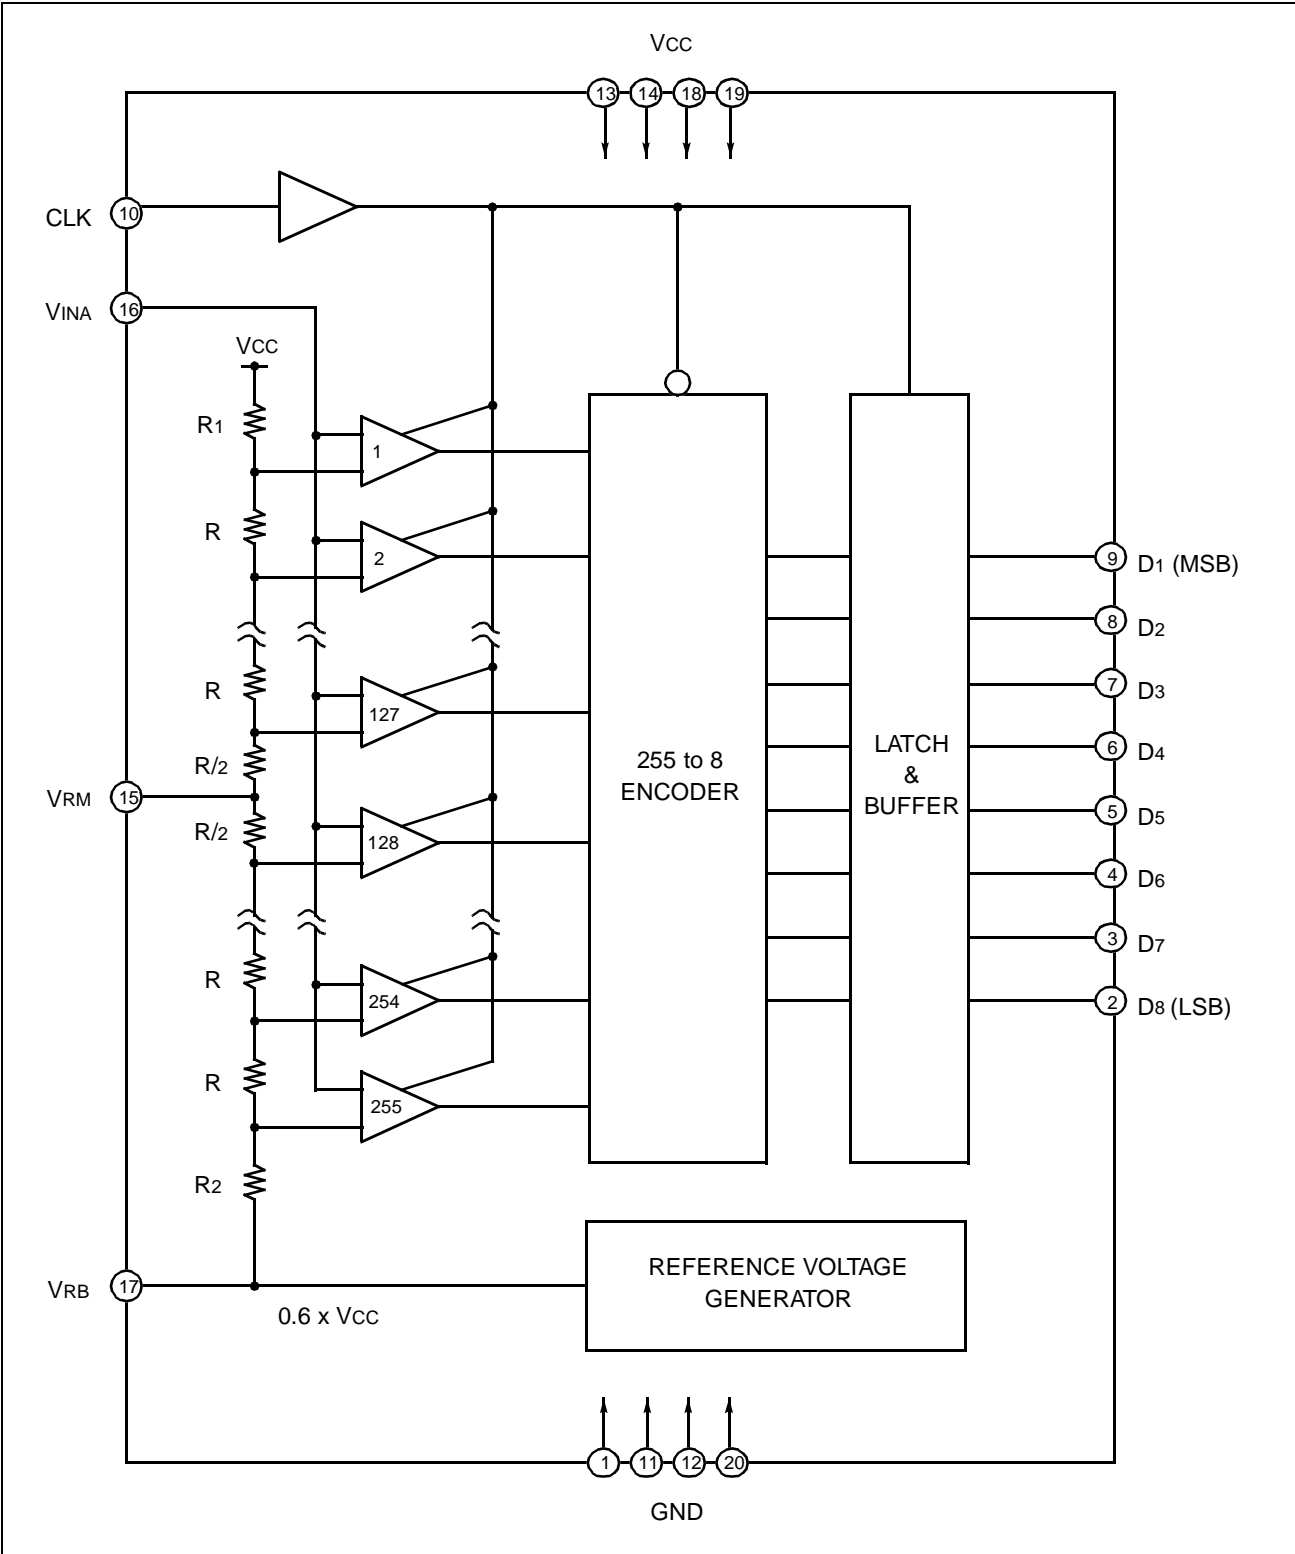 VCC
13 14 18 19
CLK 10
VINA 16
VCC
R1
1
R
2
9 D1 (MSB)
8 D2
R
127
7 D3
R/2
255 to 8
ENCODER
LATCH
&
BUFFER
6 D4
VRM 15
R/2
128
5 D5
4 D6
3 D7
R
254
2 D8 (LSB)
R
255
R2
REFERENCE VOLTAGE
GENERATOR
VRB 17
0.6 x VCC
1 11 12 20
GND